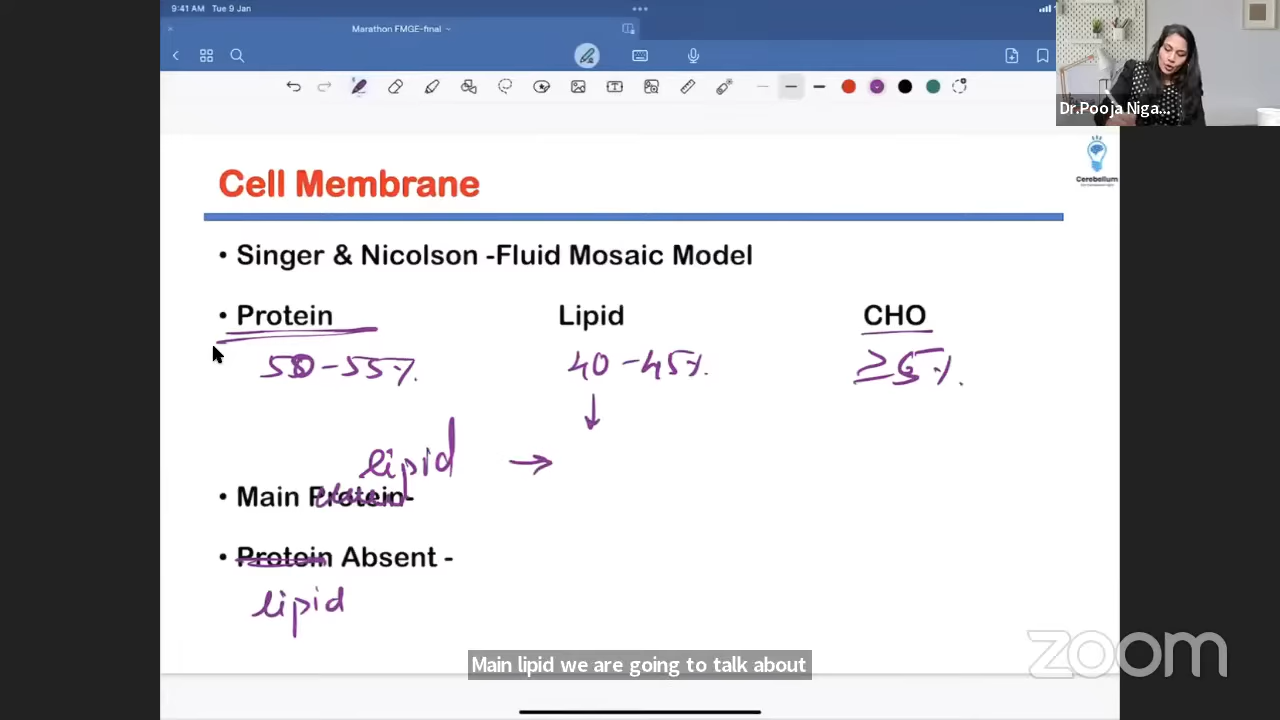 9:41 AM Tue 9 Jan
Marathon FMGE-final
Dr.Pooja Niga...
Cerebellum
Cell Membrane
• Singer & Nicolson -Fluid Mosaic Model
• Protein Lipid CHO
50-55% 40-45% ≥5%
lipid →
• Main Protein-
• Protein Absent -
lipid
zoom
Main lipid we are going to talk about